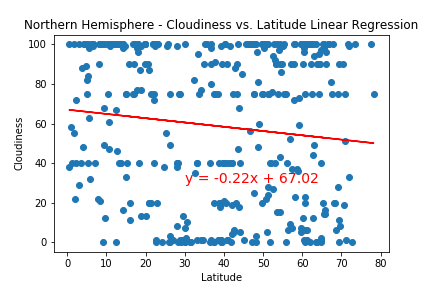 Northern Hemisphere - Cloudiness vs. Latitude Linear Regression
100
80
60
40
20
0
Cloudiness
y = -0.22x + 67.02
0 10 20 30 40 50 60 70 80
Latitude